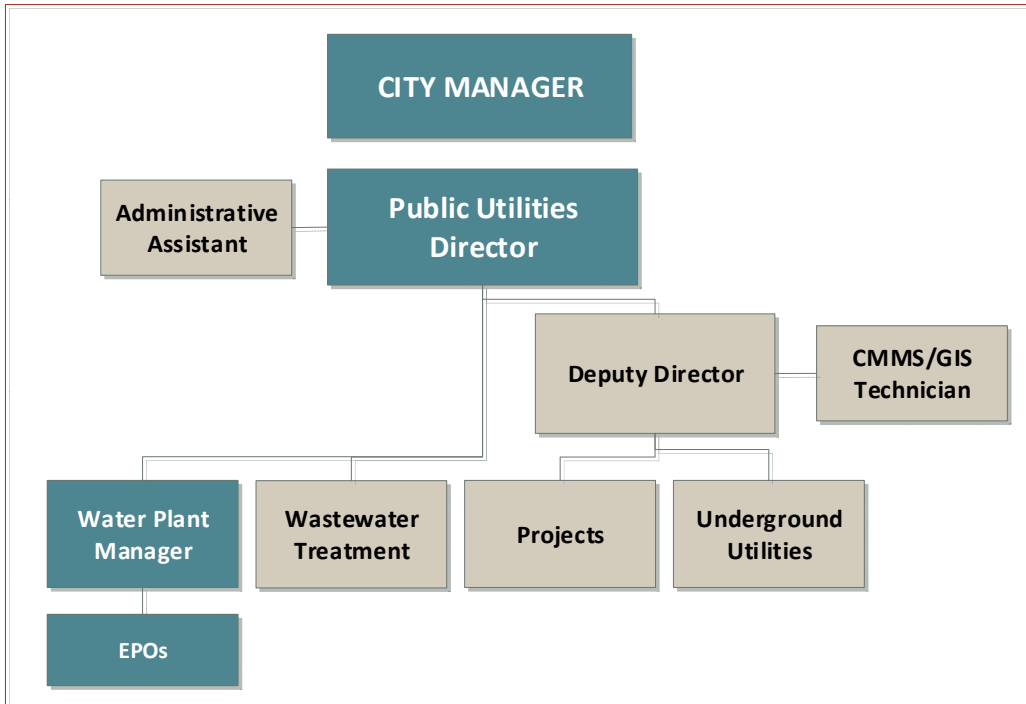 CITY MANAGER
Public Utilities
Director
Administrative
Assistant
Deputy Director
CMMS/GIS
Technician
Water Plant
Manager
Wastewater
Treatment
Projects
Underground
Utilities
EPOs